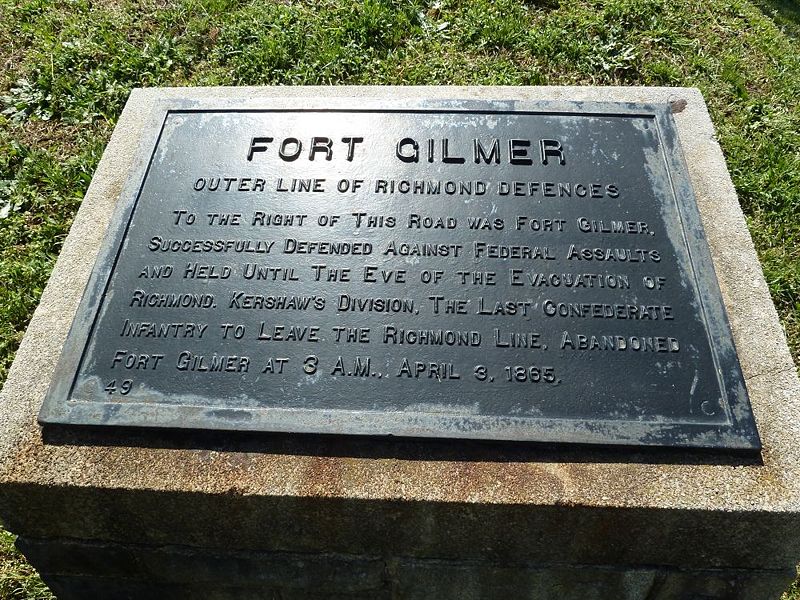 FORT GILMER
OUTER LINE OF RICHMOND DEFENCES
TO THE RIGHT OF THIS ROAD WAS FORT GILMER,
SUCCESSFULLY DEFENDED AGAINST FEDERAL ASSAULTS
AND HELD UNTIL THE EVE OF THE EVACUATION OF
RICHMOND. KERSHAW'S DIVISION, THE LAST CONFEDERATE
INFANTRY TO LEAVE THE RICHMOND LINE, ABANDONED
FORT GILMER AT 3 A.M., APRIL 3, 1865.
49 C